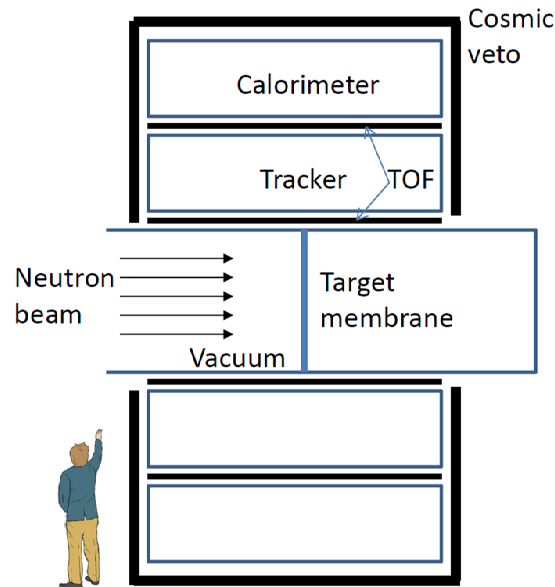 Cosmic
veto
Calorimeter
Tracker
TOF
Neutron
beam
Target
membrane
Vacuum